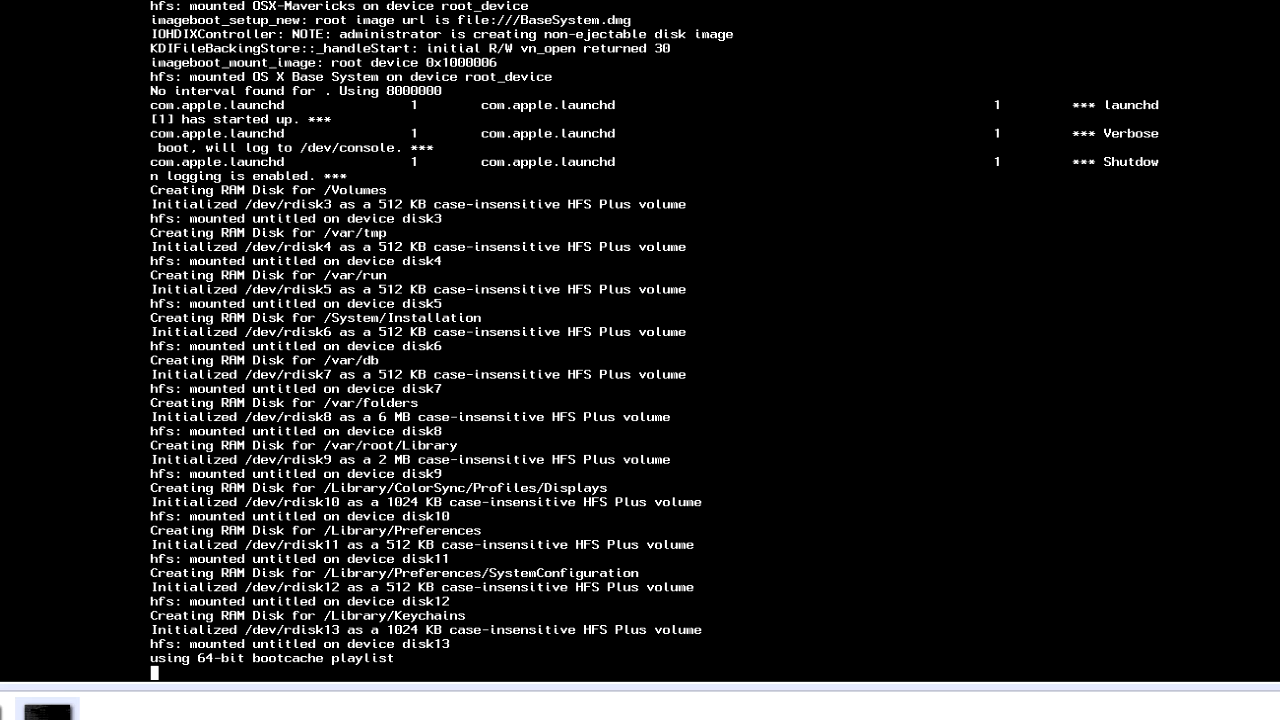 hfs: mounted OSX-Mavericks on device root_device
imageboot_setup_new: root image url is file:///BaseSystem.dmg
IOHDIXController: NOTE: administrator is creating non-ejectable disk image
KDIFileBackingStore::_handleStart: initial R/W vn_open returned 30
imageboot_mount_image: root device 0x1000006
hfs: mounted OS X Base System on device root_device
No interval found for . Using 8000000
com.apple.launchd 1 com.apple.launchd 1 *** launchd
[1] has started up. ***
com.apple.launchd 1 com.apple.launchd 1 *** Verbose
boot, will log to /dev/console. ***
com.apple.launchd 1 com.apple.launchd 1 *** Shutdow
n logging is enabled. ***
Creating RAM Disk for /Volumes
Initialized /dev/rdisk3 as a 512 KB case-insensitive HFS Plus volume
hfs: mounted untitled on device disk3
Creating RAM Disk for /var/tmp
Initialized /dev/rdisk4 as a 512 KB case-insensitive HFS Plus volume
hfs: mounted untitled on device disk4
Creating RAM Disk for /var/run
Initialized /dev/rdisk5 as a 512 KB case-insensitive HFS Plus volume
hfs: mounted untitled on device disk5
Creating RAM Disk for /System/Installation
Initialized /dev/rdisk6 as a 512 KB case-insensitive HFS Plus volume
hfs: mounted untitled on device disk6
Creating RAM Disk for /var/db
Initialized /dev/rdisk7 as a 512 KB case-insensitive HFS Plus volume
hfs: mounted untitled on device disk7
Creating RAM Disk for /var/folders
Initialized /dev/rdisk8 as a 6 MB case-insensitive HFS Plus volume
hfs: mounted untitled on device disk8
Creating RAM Disk for /var/root/Library
Initialized /dev/rdisk9 as a 2 MB case-insensitive HFS Plus volume
hfs: mounted untitled on device disk9
Creating RAM Disk for /Library/ColorSync/Profiles/Displays
Initialized /dev/rdisk10 as a 1024 KB case-insensitive HFS Plus volume
hfs: mounted untitled on device disk10
Creating RAM Disk for /Library/Preferences
Initialized /dev/rdisk11 as a 512 KB case-insensitive HFS Plus volume
hfs: mounted untitled on device disk11
Creating RAM Disk for /Library/Preferences/SystemConfiguration
Initialized /dev/rdisk12 as a 512 KB case-insensitive HFS Plus volume
hfs: mounted untitled on device disk12
Creating RAM Disk for /Library/Keychains
Initialized /dev/rdisk13 as a 1024 KB case-insensitive HFS Plus volume
hfs: mounted untitled on device disk13
using 64-bit bootcache playlist